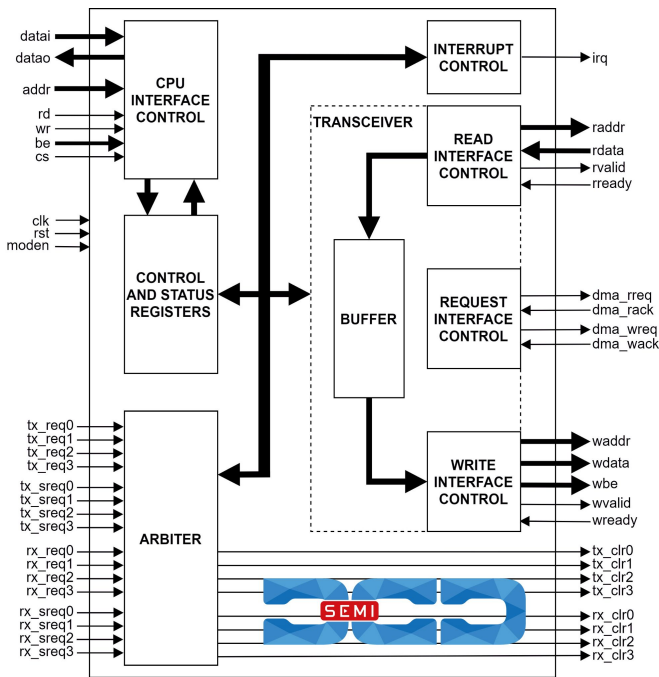 datai
datao
addr
rd
wr
be
cs
clk
rst
moden
CPU
INTERFACE
CONTROL
CONTROL
AND STATUS
REGISTERS
INTERRUPT
CONTROL
irq
TRANSCEIVER
READ
INTERFACE
CONTROL
raddr
rdata
rvalid
rready
BUFFER
REQUEST
INTERFACE
CONTROL
dma_rreq
dma_rack
dma_wreq
dma_wack
WRITE
INTERFACE
CONTROL
waddr
wdata
wbe
wvalid
wready
tx_req0
tx_req1
tx_req2
tx_req3
tx_sreq0
tx_sreq1
tx_sreq2
tx_sreq3
rx_req0
rx_req1
rx_req2
rx_req3
rx_sreq0
rx_sreq1
rx_sreq2
rx_sreq3
ARBITER
tx_clr0
tx_clr1
tx_clr2
tx_clr3
rx_clr0
rx_clr1
rx_clr2
rx_clr3
DCD
SEMI